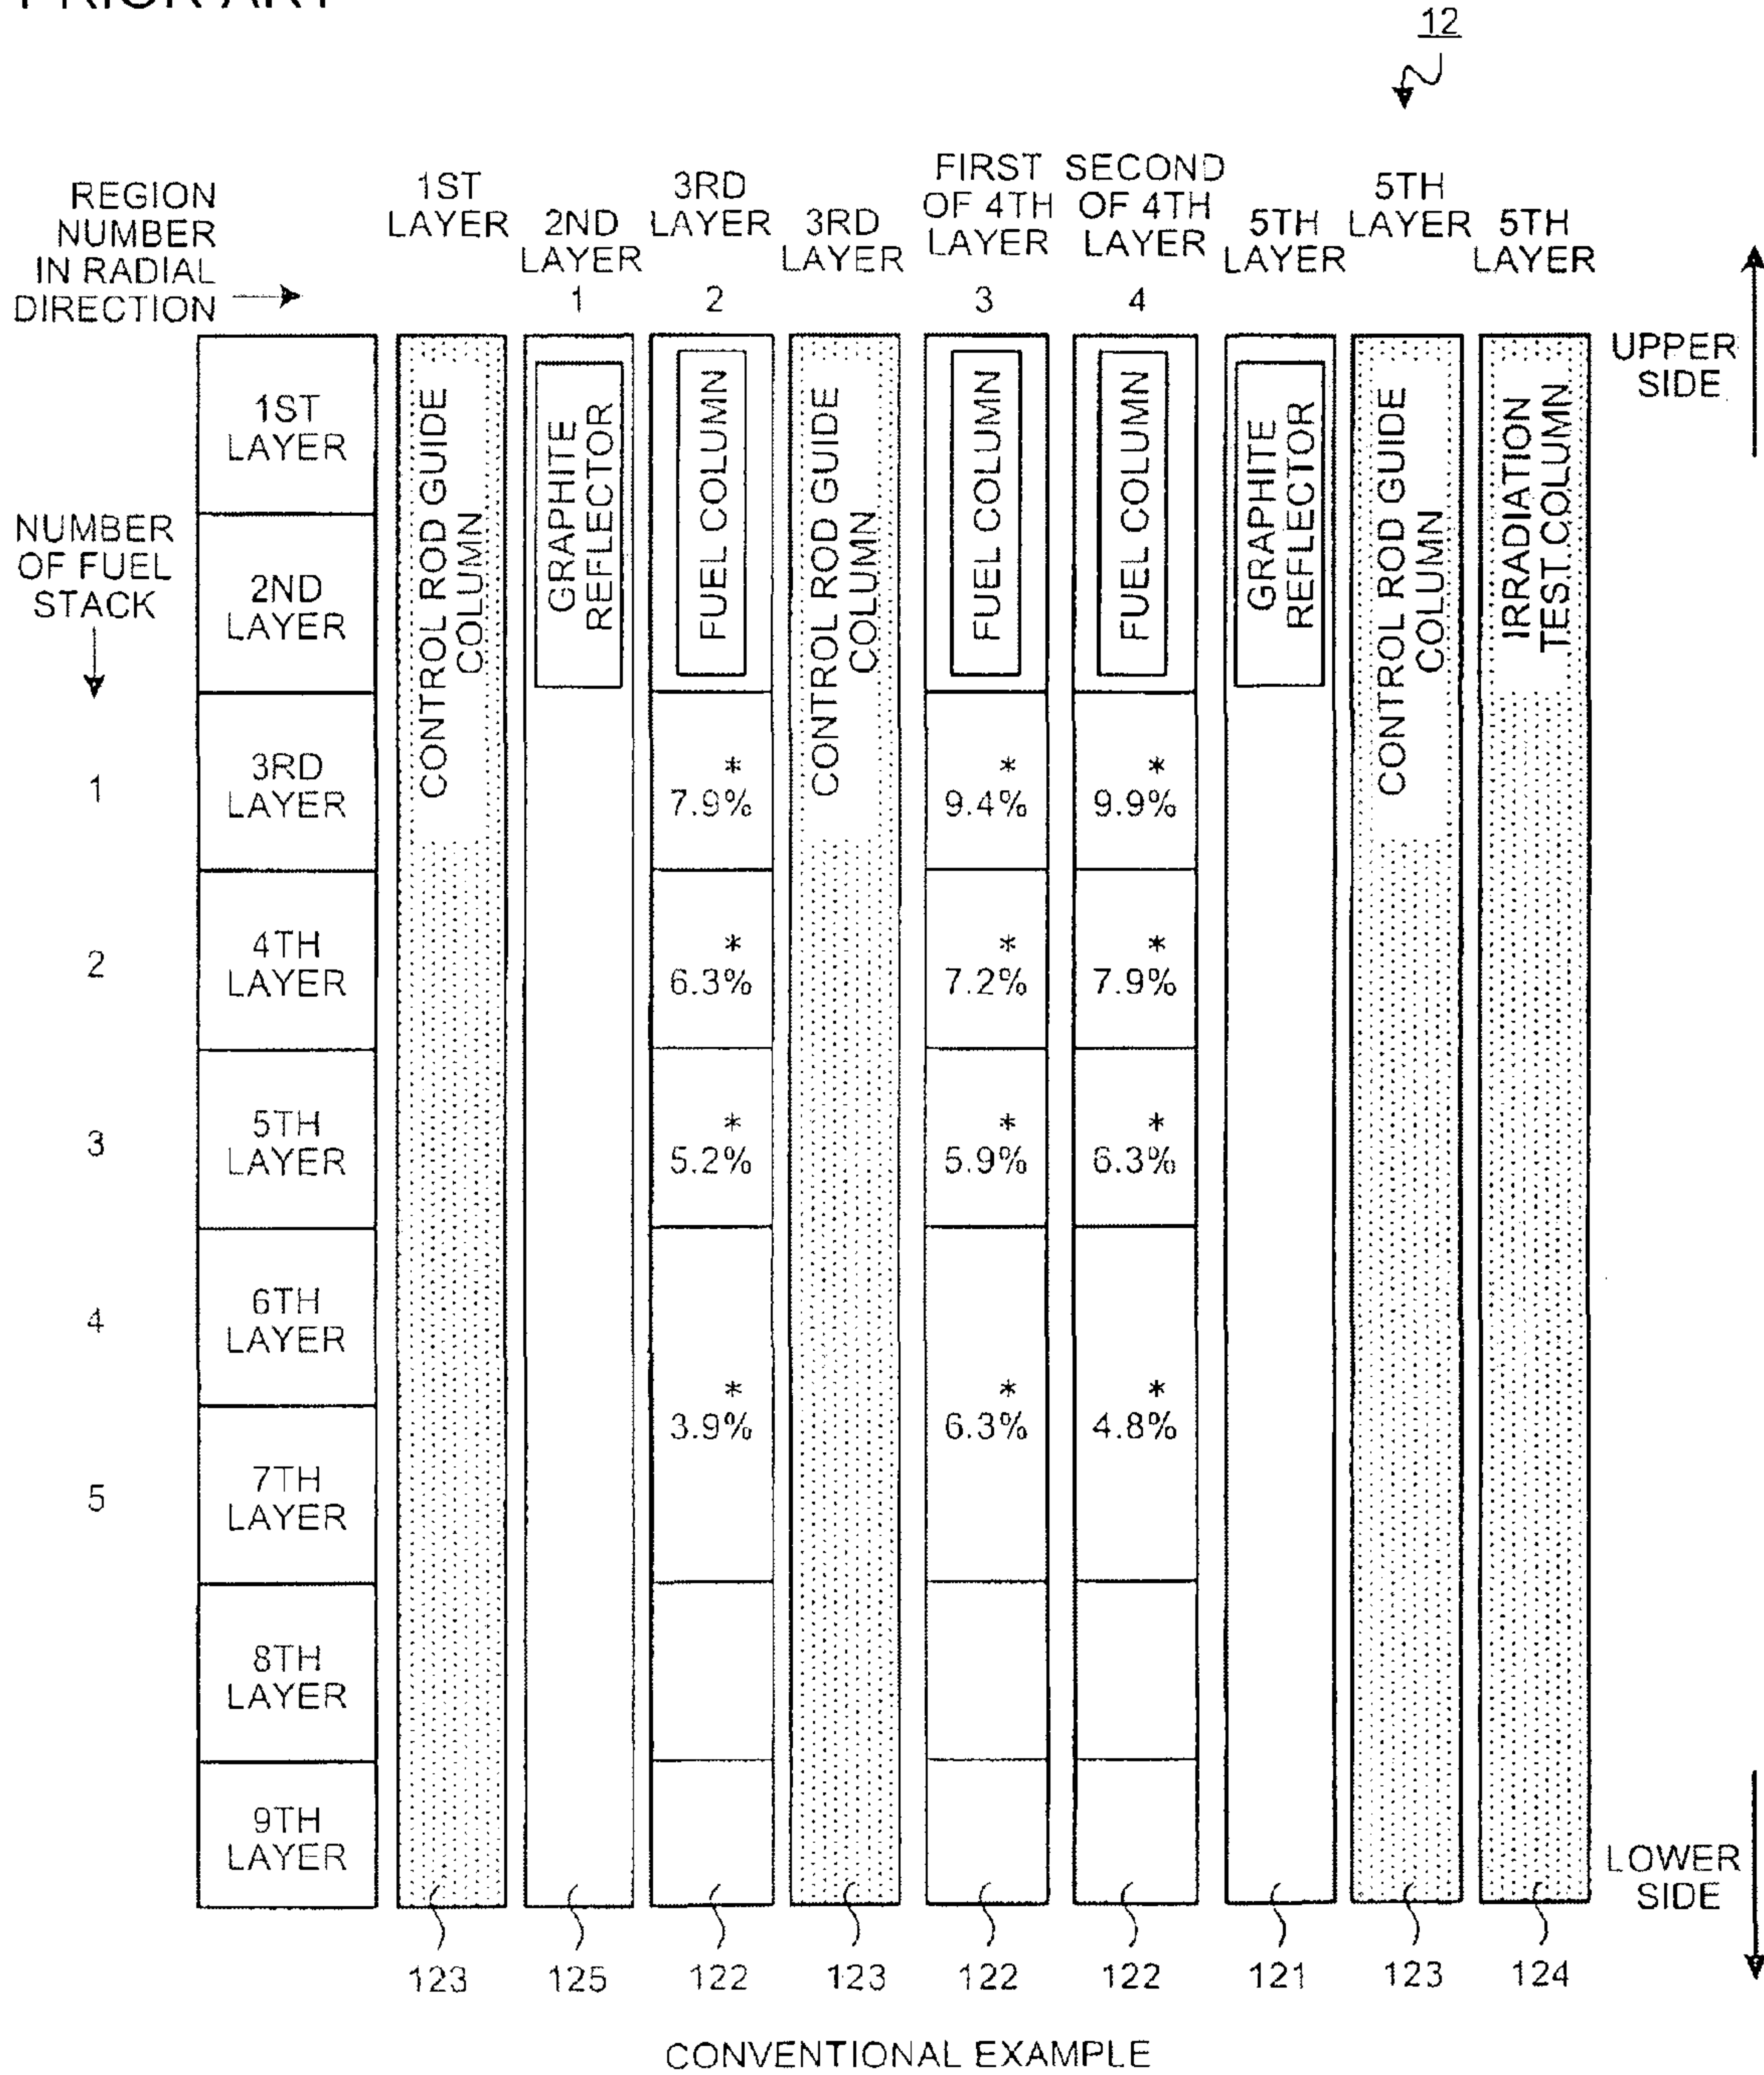 PRIOR ART
12
REGION
NUMBER
IN RADIAL
DIRECTION
1ST
LAYER
2ND
LAYER
1
3RD
LAYER
2
3RD
LAYER
FIRST
OF 4TH
LAYER
3
SECOND
OF 4TH
LAYER
4
5TH
LAYER
5TH
LAYER
5TH
LAYER
UPPER
SIDE
NUMBER
OF FUEL
STACK
1ST
LAYER
2ND
LAYER
CONTROL ROD GUIDE
COLUMN
GRAPHITE
REFLECTOR
FUEL COLUMN
CONTROL ROD GUIDE
COLUMN
FUEL COLUMN
FUEL COLUMN
GRAPHITE
REFLECTOR
CONTROL ROD GUIDE
COLUMN
IRRADIATION
TEST COLUMN
1
3RD
LAYER
*
7.9%
*
9.4%
*
9.9%
2
4TH
LAYER
*
6.3%
*
7.2%
*
7.9%
3
5TH
LAYER
*
5.2%
*
5.9%
*
6.3%
4
6TH
LAYER
*
3.9%
*
6.3%
*
4.8%
5
7TH
LAYER
8TH
LAYER
9TH
LAYER
LOWER
SIDE
123
125
122
123
122
122
121
123
124
CONVENTIONAL EXAMPLE